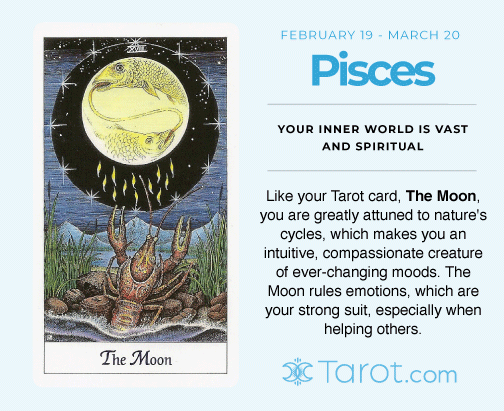 XVIII
The Moon
FEBRUARY 19 - MARCH 20
Pisces
YOUR INNER WORLD IS VAST
AND SPIRITUAL
Like your Tarot card, The Moon,
you are greatly attuned to nature's
cycles, which makes you an
intuitive, compassionate creature
of ever-changing moods. The
Moon rules emotions, which are
your strong suit, especially when
helping others.
Tarot.com